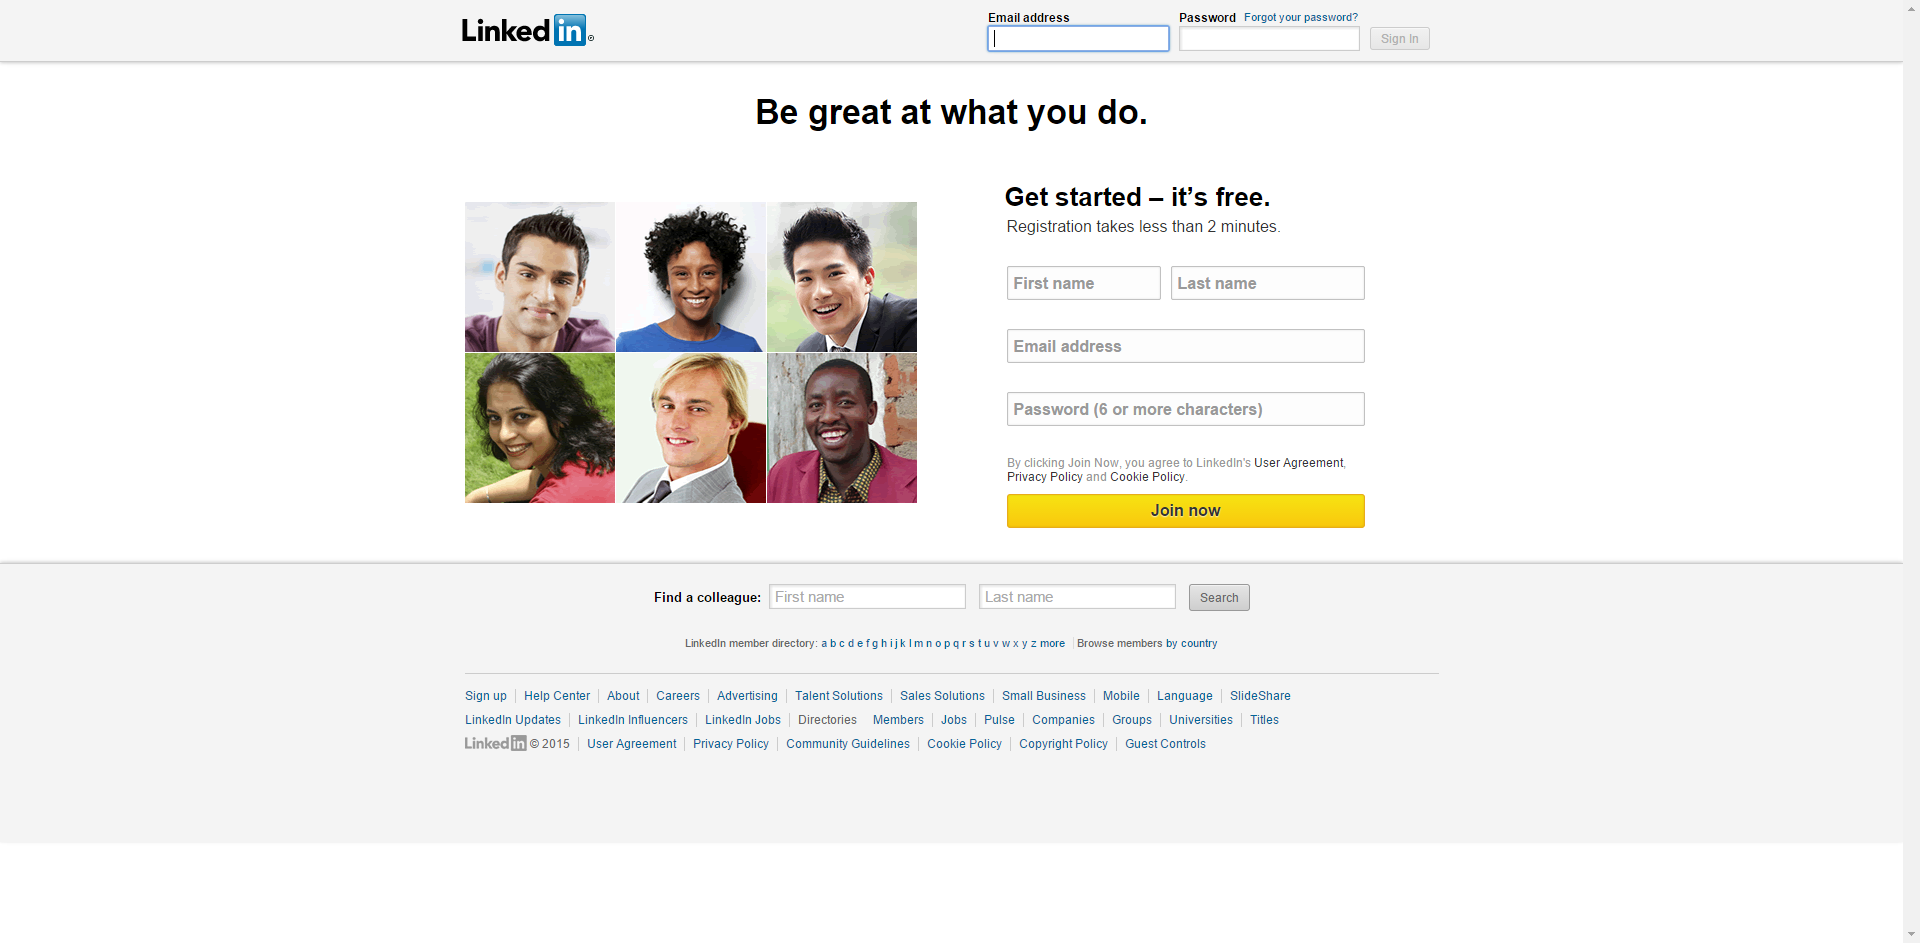 Linked in ®
Email address
Password Forgot your password?
Sign In
Be great at what you do.
Get started – it’s free.
Registration takes less than 2 minutes.
First name
Last name
Email address
Password (6 or more characters)
By clicking Join Now, you agree to LinkedIn's User Agreement,
Privacy Policy and Cookie Policy.
Join now
Find a colleague: First name Last name Search
LinkedIn member directory: a b c d e f g h i j k l m n o p q r s t u v w x y z more Browse members by country
Sign up Help Center About Careers Advertising Talent Solutions Sales Solutions Small Business Mobile Language SlideShare
LinkedIn Updates LinkedIn Influencers LinkedIn Jobs Directories Members Jobs Pulse Companies Groups Universities Titles
Linked in © 2015 User Agreement Privacy Policy Community Guidelines Cookie Policy Copyright Policy Guest Controls